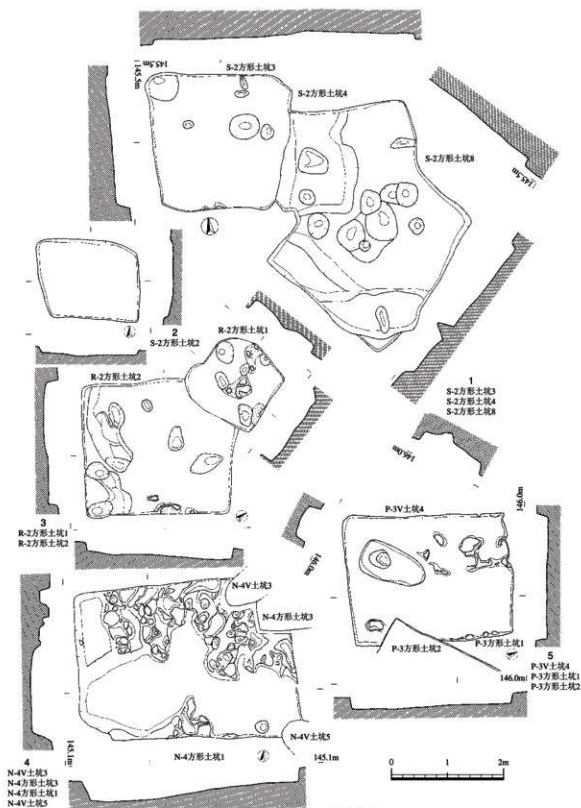 S-2方形土坑3
145.5m
145.5m
S-2方形土坑4
S-2方形土坑8
145.5m
2
S-2方形土坑2
R-2方形土坑1
R-2方形土坑2
1
S-2方形土坑3
S-2方形土坑4
S-2方形土坑8
146.0m
3
R-2方形土坑1
R-2方形土坑2
P-3V土坑4
146.0m
146.0m
N-4V土坑3
N-4方形土坑3
P-3方形土坑2
P-3方形土坑1
5
P-3V土坑4
P-3方形土坑1
P-3方形土坑2
146.0m
N-4V土坑5
145.1m
N-4方形土坑1
145.1m
4
N-4V土坑3
N-4方形土坑3
N-4方形土坑1
N-4V土坑5
0 1 2m